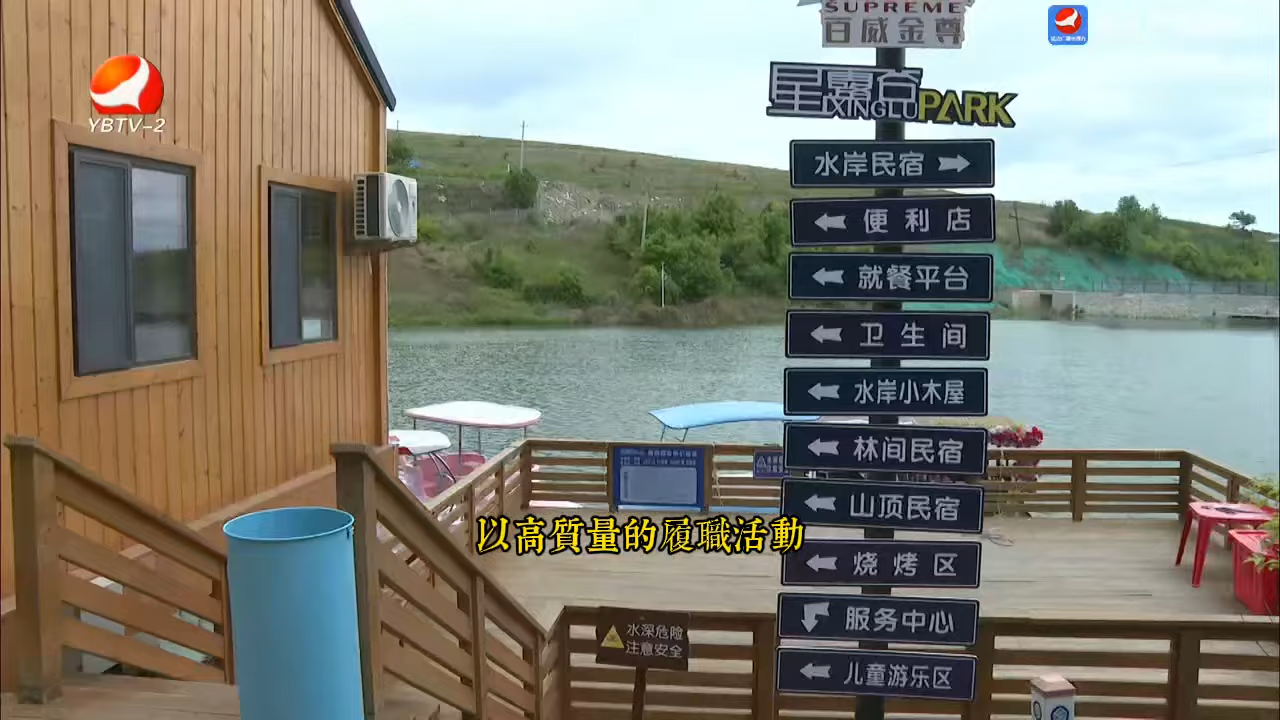 SUPREME
百威金尊
YBTV-2
星露谷
XINGLU PARK
水岸民宿
便利店
就餐平台
卫生间
水岸小木屋
林间民宿
山顶民宿
以高質量的履職活動
烧烤区
服务中心
水深危险
注意安全
儿童游乐区